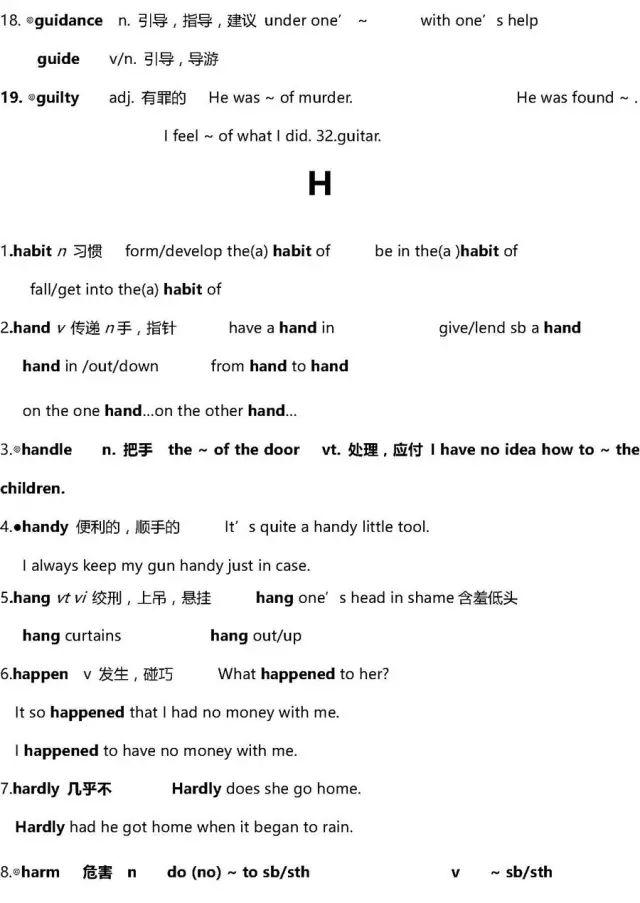 18. ◎guidance n. 引导，指导，建议 under one’ ~ with one’s help
guide v/n. 引导，导游
19. ◎guilty adj. 有罪的 He was ~ of murder. He was found ~ .
I feel ~ of what I did. 32.guitar.
H
1.habit n 习惯 form/develop the(a) habit of be in the(a )habit of
fall/get into the(a) habit of
2.hand v 传递 n 手，指针 have a hand in give/lend sb a hand
hand in /out/down from hand to hand
on the one hand…on the other hand…
3.◎handle n. 把手 the ~ of the door vt. 处理，应付 I have no idea how to ~ the
children.
4.●handy 便利的，顺手的 It’s quite a handy little tool.
I always keep my gun handy just in case.
5.hang vt vi 绞刑，上吊，悬挂 hang one’s head in shame 含羞低头
hang curtains hang out/up
6.happen v 发生，碰巧 What happened to her?
It so happened that I had no money with me.
I happened to have no money with me.
7.hardly 几乎不 Hardly does she go home.
Hardly had he got home when it began to rain.
8.◎harm 危害 n do (no) ~ to sb/sth v ~ sb/sth